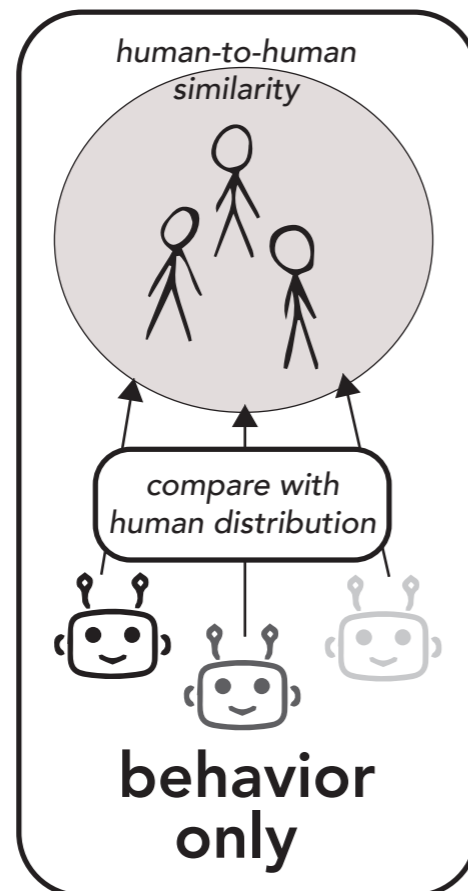 human-to-human
similarity
compare with
human distribution
behavior
only